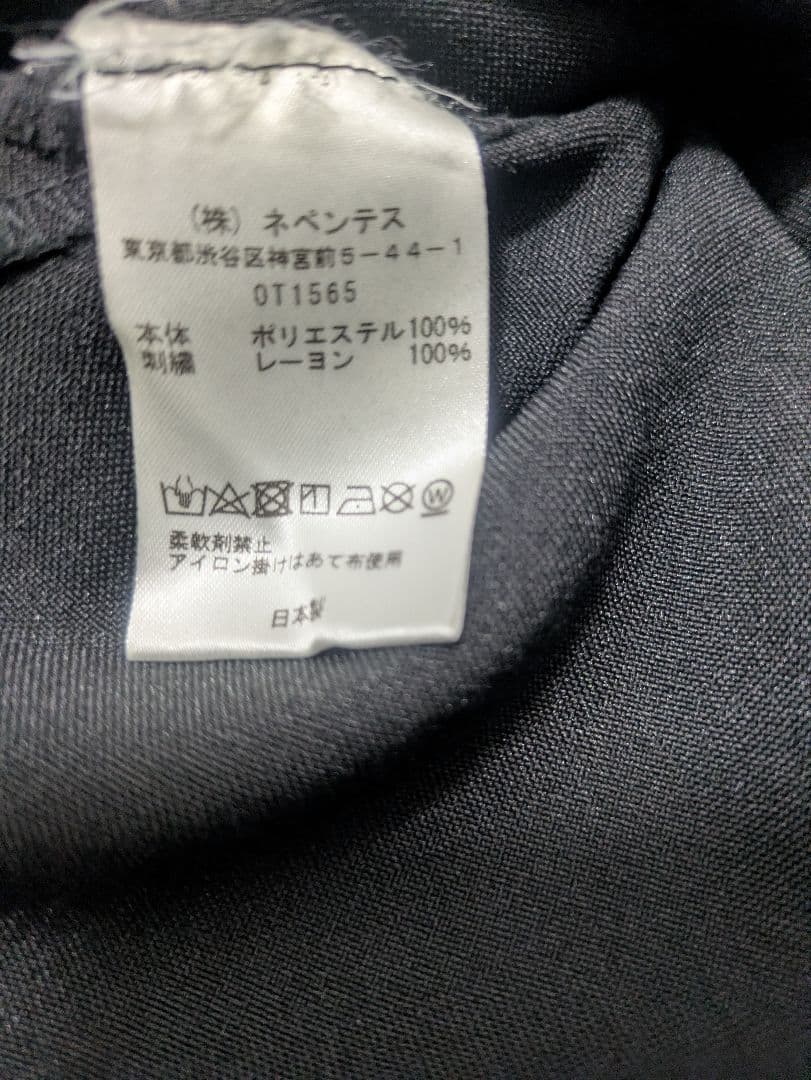 (株) ネペンテス
東京都渋谷区神宮前5-44-1
OT1565
本体 ポリエステル100%
刺繍 レーヨン 100%
W
柔軟剤禁止
アイロン掛けはあて布使用
日本製